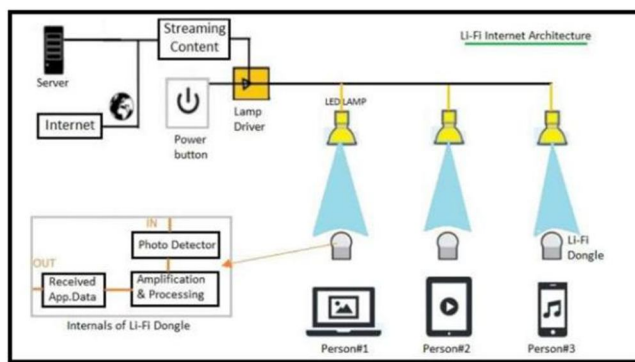 Streaming
Content
Li-Fi Internet Architecture
Server
Internet
Power
button
Lamp
Driver
LED LAMP
IN
Photo Detector
OUT
Received
App.Data
Amplification
& Processing
Internals of Li-Fi Dongle
Li-Fi
Dongle
Person#1
Person#2
Person#3